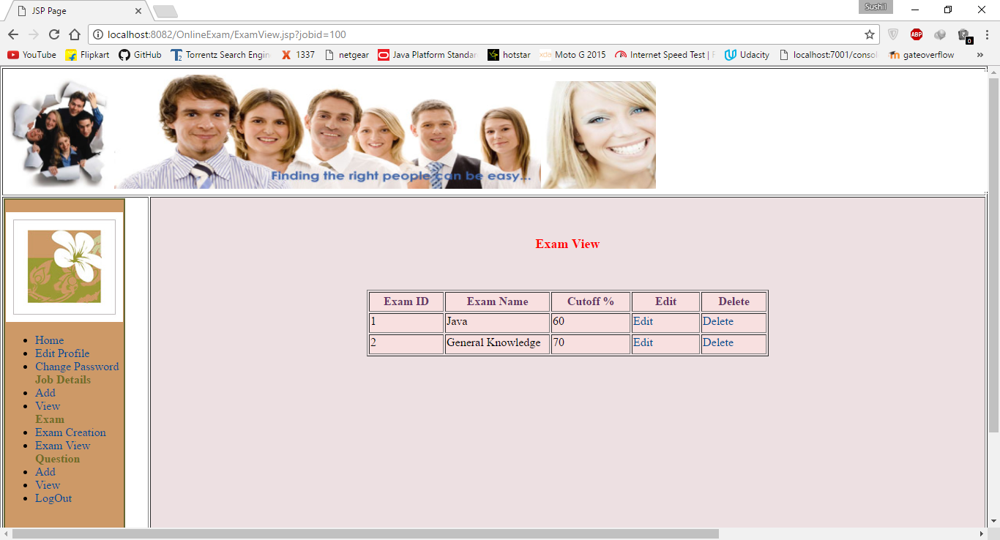 JSP Page
Sushil
localhost:8082/OnlineExam/ExamView.jsp?jobid=100
ABP
0
YouTube
Flipkart
GitHub
T2 Torrentz Search Engin
X 1337
netgear
Java Platform Standar
hotstar
xda Moto G 2015
Internet Speed Test | F
Udacity
localhost:7001/consol
gateoverflow
»
Finding the right people can be easy...
Exam View
Exam ID Exam Name Cutoff % Edit Delete
1 Java 60 Edit Delete
2 General Knowledge 70 Edit Delete
Home
Edit Profile
Change Password
Job Details
Add
View
Exam
Exam Creation
Exam View
Question
Add
View
LogOut